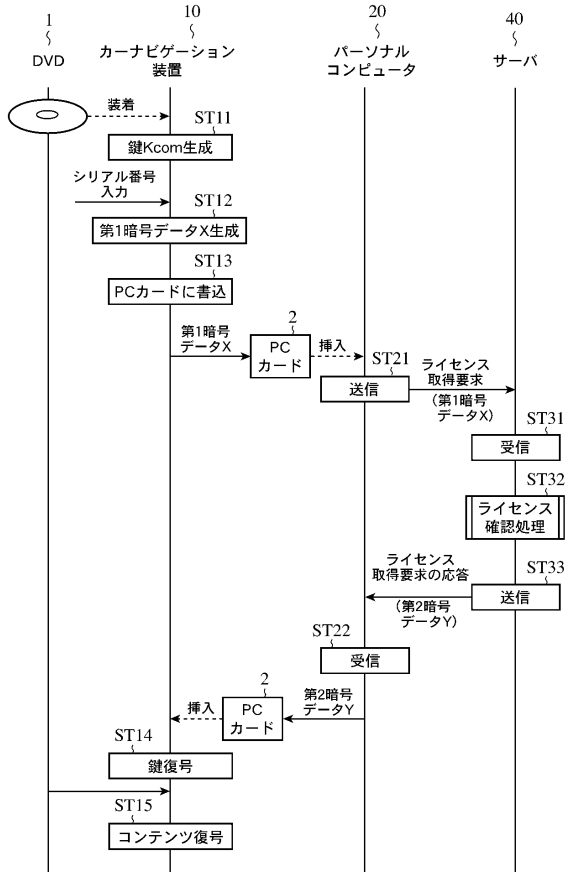 1
10
20
40
DVD
カーナビゲーション
装置
パーソナル
コンピュータ
サーバ
装着
ST11
鍵Kcom生成
シリアル番号
入力
ST12
第1暗号データX生成
ST13
PCカードに書込
第1暗号
データX
2
PC
カード
挿入
ST21
送信
ライセンス
取得要求
(第1暗号
データX)
ST31
受信
ST32
ライセンス
確認処理
ST33
送信
ライセンス
取得要求の応答
(第2暗号
データY)
ST22
受信
第2暗号
データY
2
PC
カード
挿入
ST14
鍵復号
ST15
コンテンツ復号